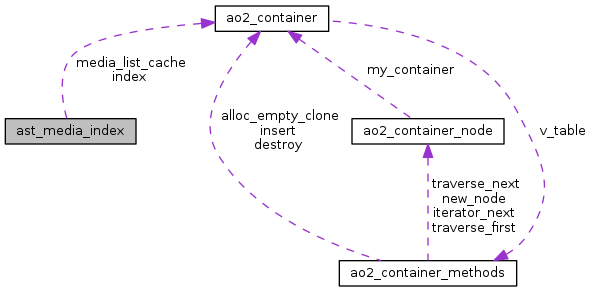 ao2_container
media_list_cache
index
my_container
alloc_empty_clone
insert
destroy
ast_media_index
ao2_container_node
v_table
traverse_next
new_node
iterator_next
traverse_first
ao2_container_methods